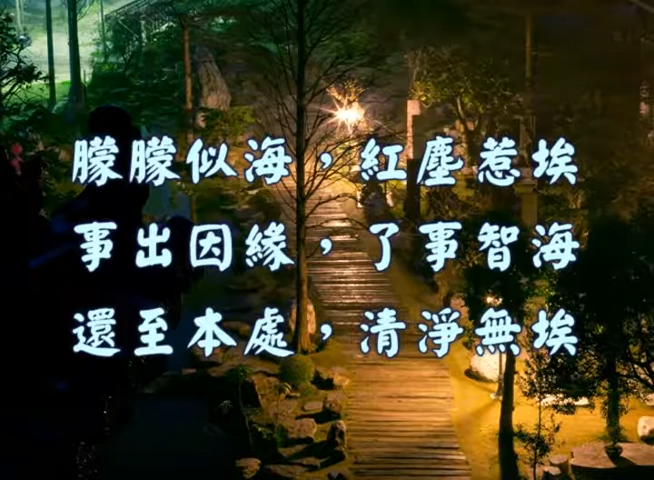 朦朦似海，紅塵惹埃
事出因緣，了事智海
還至本處，清淨無埃